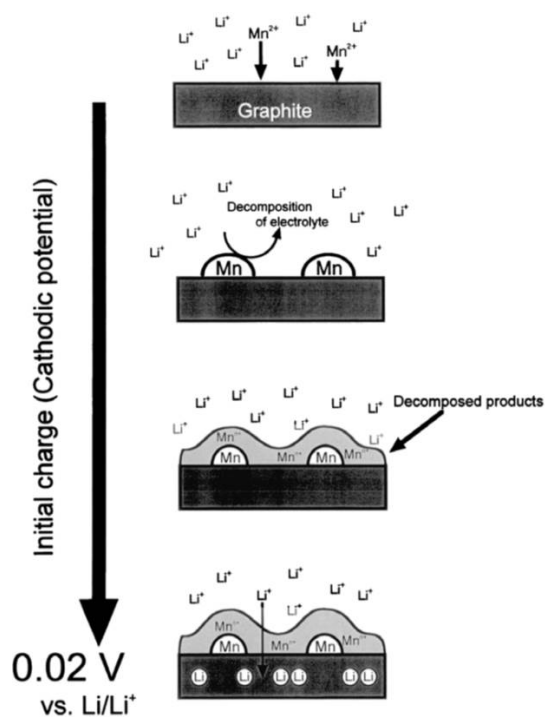 Li⁺ Li⁺ Li⁺
Li⁺ Mn²⁺ Mn²⁺
Li⁺ Li⁺ Li⁺
Graphite
Li⁺ Li⁺ Li⁺
Decomposition
of electrolyte
Li⁺ Li⁺ Li⁺
Li⁺ Li⁺
Mn Mn
Li⁺ Li⁺ Li⁺ Li⁺ Li⁺
Li⁺ Li⁺
Decomposed products
Li⁺ Li⁺
Mn Mn
Li⁺ Li⁺ Li⁺ Li⁺
Li⁺ Li⁺
Li⁺
Mn Mn
Li Li Li Li Li Li
Initial charge (Cathodic potential)
0.02 V
vs. Li/Li⁺